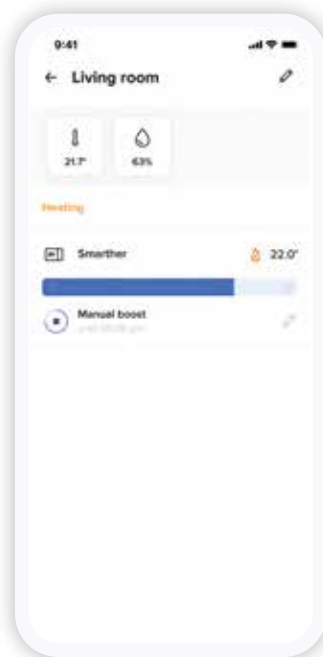 9:41
Living room
21.7°
63%
Heating
Smarther
22.0°
Manual boost